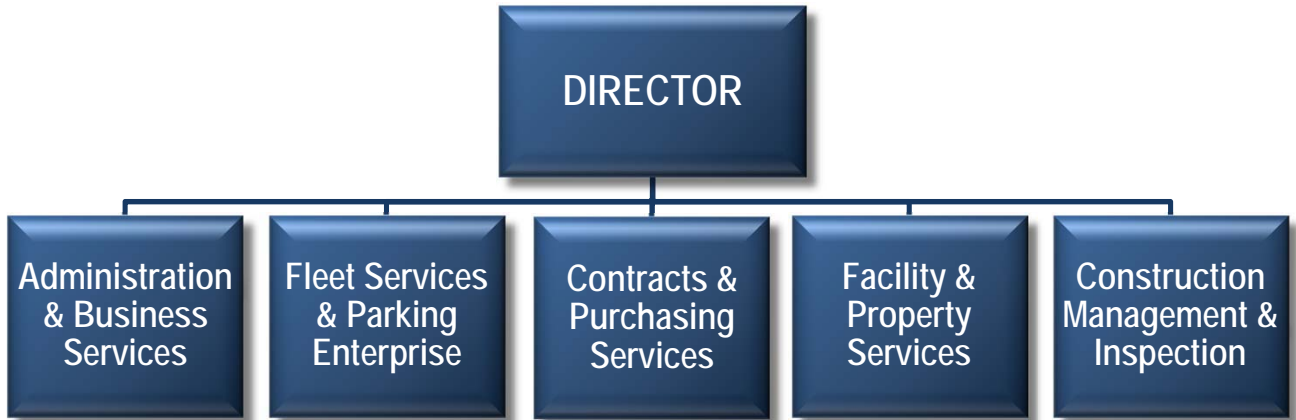 DIRECTOR
Administration
& Business
Services
Fleet Services
& Parking
Enterprise
Contracts &
Purchasing
Services
Facility &
Property
Services
Construction
Management &
Inspection